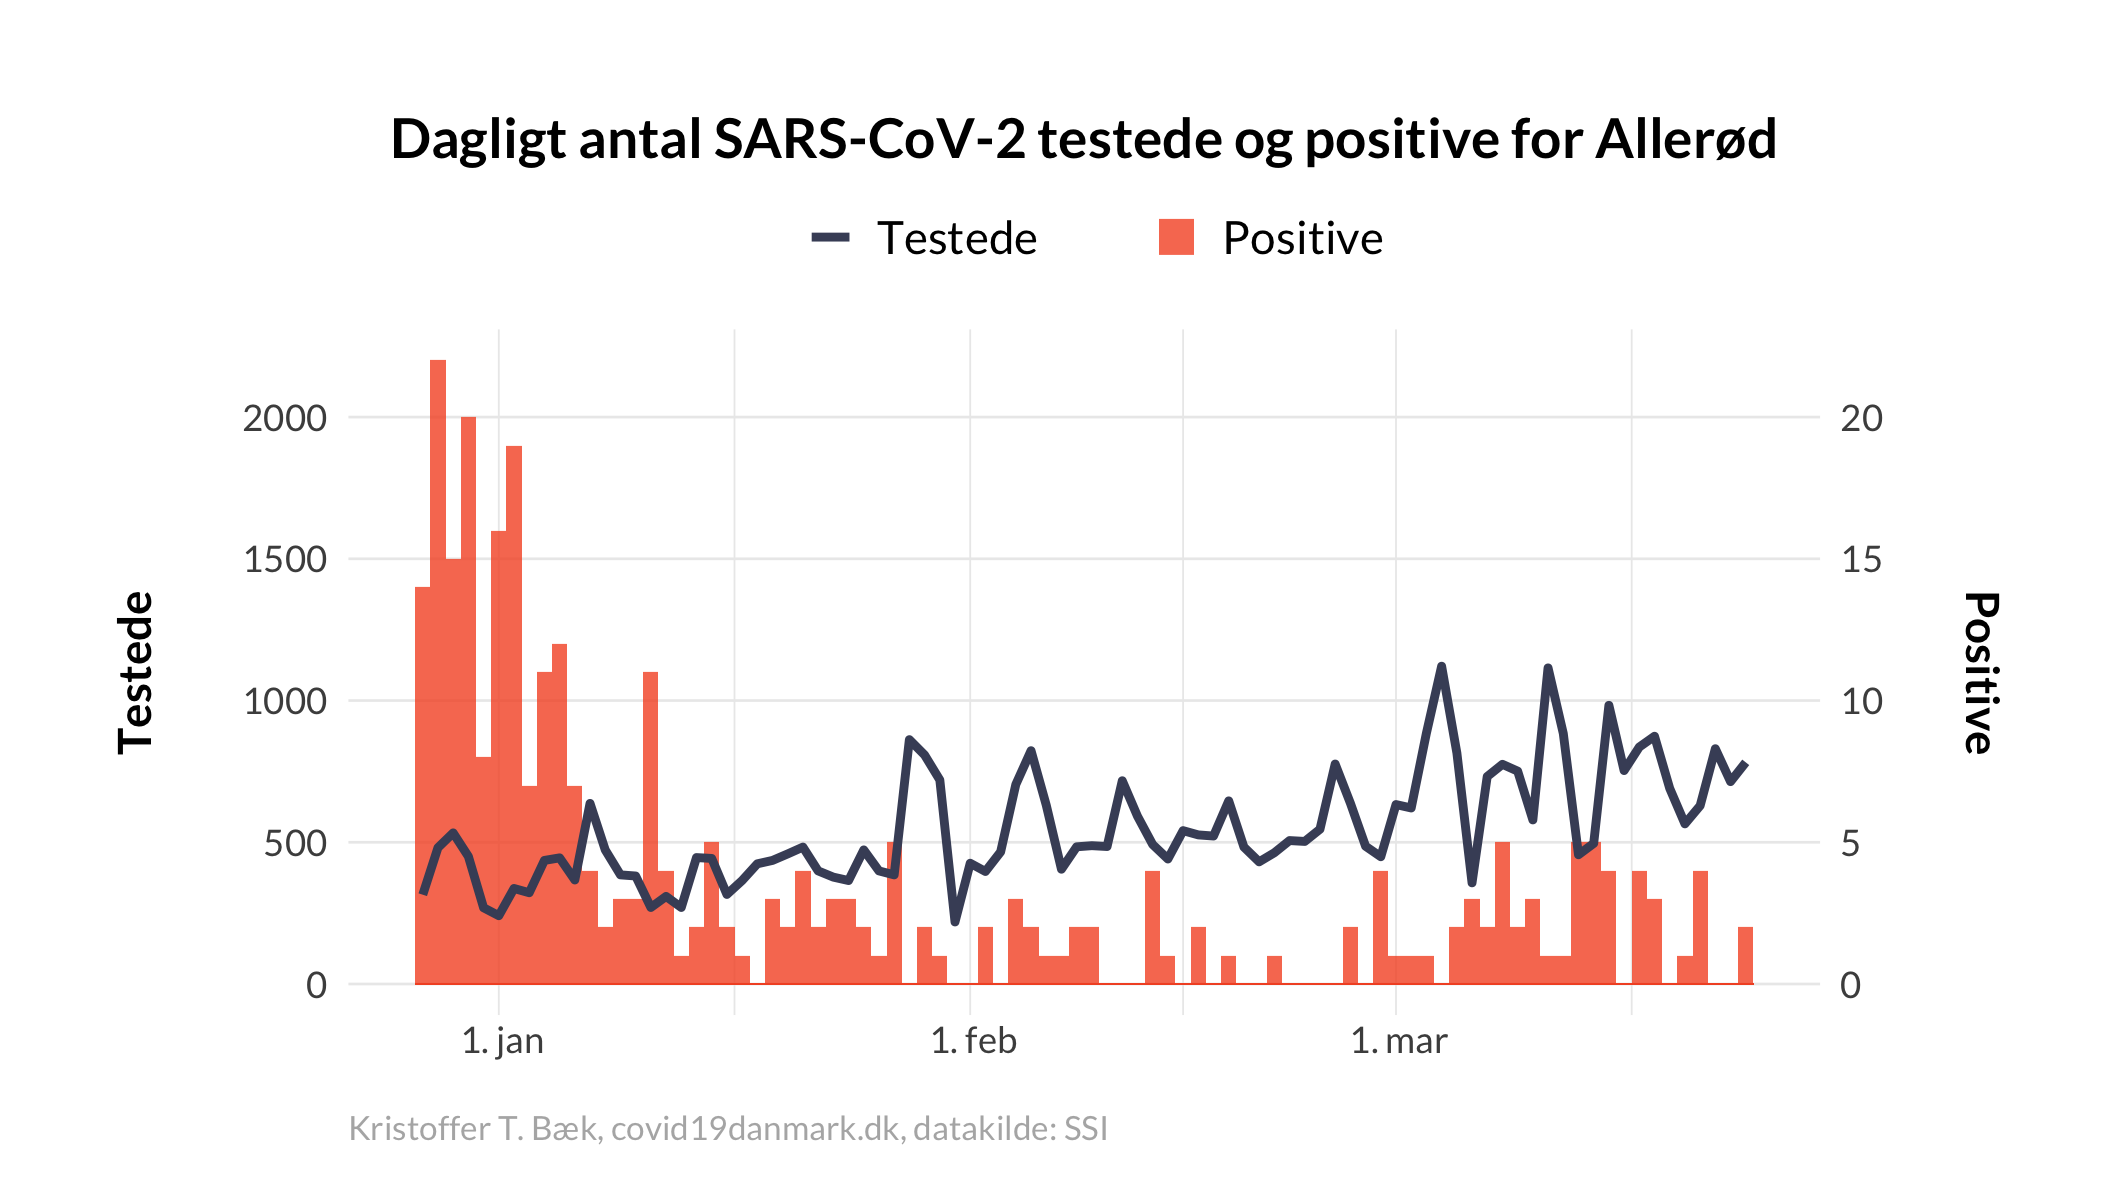 Dagligt antal SARS-CoV-2 testede og positive for Allerød
Testede
Positive
2000
1500
1000
500
0
Testede
20
15
10
5
0
Positive
1. jan
1. feb
1. mar
Kristoffer T. Bæk, covid19danmark.dk, datakilde: SSI